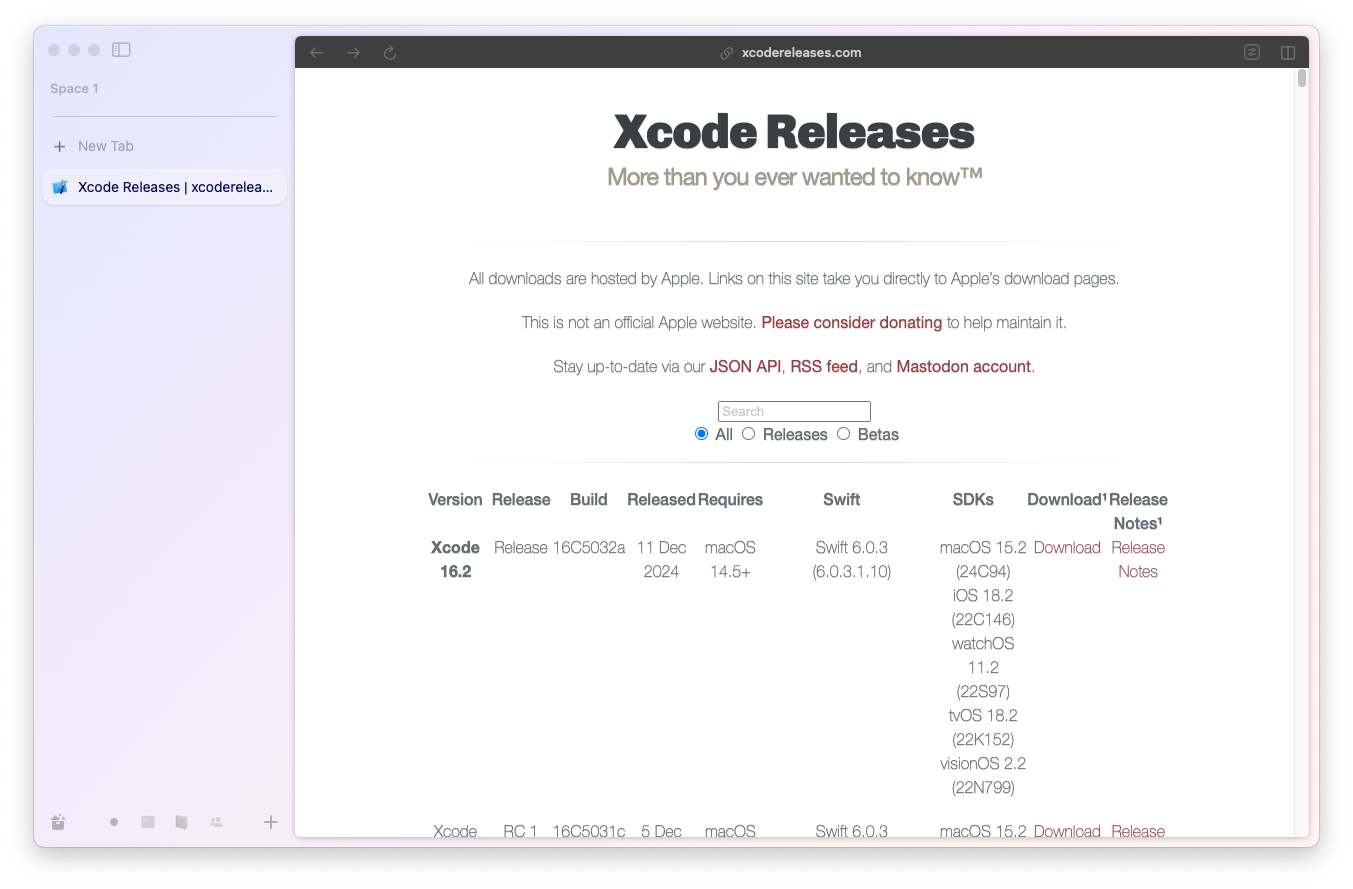 Space 1
New Tab
Xcode Releases | xcoderelea...
xcodereleases.com
Xcode Releases
More than you ever wanted to know™
All downloads are hosted by Apple. Links on this site take you directly to Apple’s download pages.
This is not an official Apple website. Please consider donating to help maintain it.
Stay up-to-date via our JSON API, RSS feed, and Mastodon account.
Search
All Releases Betas
Version Release Build Released Requires Swift SDKs Download¹ Release
Notes¹
Xcode Release 16C5032a 11 Dec macOS Swift 6.0.3 macOS 15.2 Download Release
16.2 2024 14.5+ (6.0.3.1.10) (24C94) Notes
iOS 18.2
(22C146)
watchOS
11.2
(22S97)
tvOS 18.2
(22K152)
visionOS 2.2
(22N799)
Xcode RC 1 16C5031c 5 Dec macOS Swift 6.0.3 macOS 15.2 Download Release